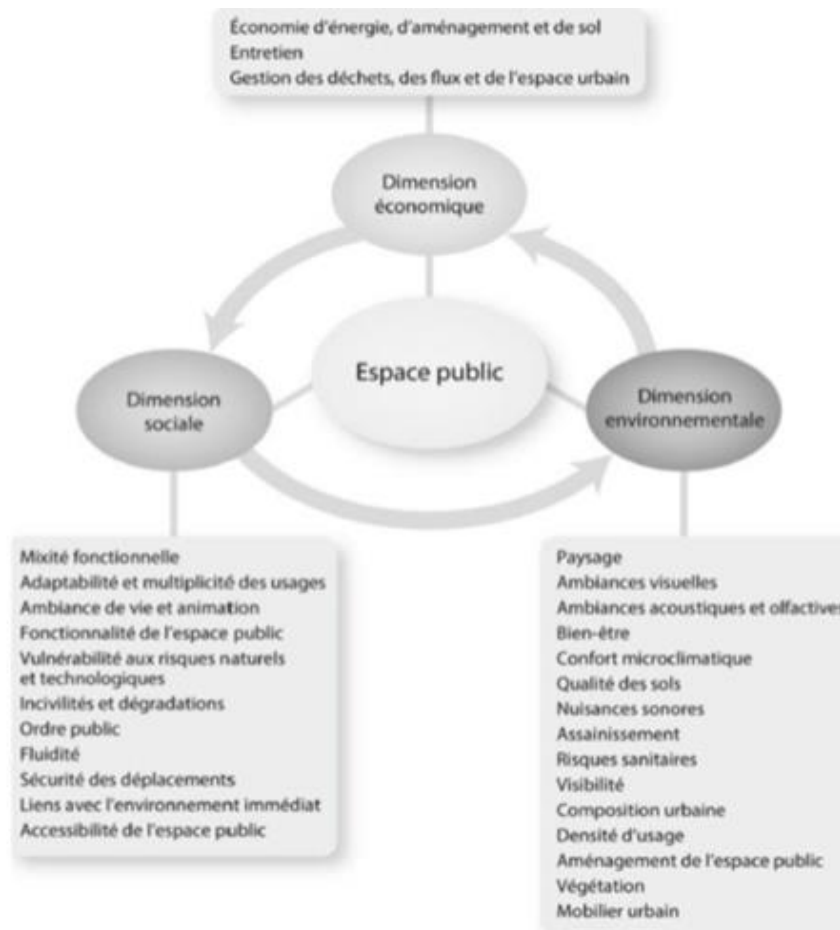 Économie d'énergie, d'aménagement et de sol
Entretien
Gestion des déchets, des flux et de l'espace urbain
Dimension
économique
Espace public
Dimension
sociale
Dimension
environnementale
Mixité fonctionnelle
Adaptabilité et multiplicité des usages
Ambiance de vie et animation
Fonctionnalité de l'espace public
Vulnérabilité aux risques naturels
et technologiques
Incivilités et dégradations
Ordre public
Fluidité
Sécurité des déplacements
Liens avec l'environnement immédiat
Accessibilité de l'espace public
Paysage
Ambiances visuelles
Ambiances acoustiques et olfactives
Bien-être
Confort microclimatique
Qualité des sols
Nuisances sonores
Assainissement
Risques sanitaires
Visibilité
Composition urbaine
Densité d'usage
Aménagement de l'espace public
Végétation
Mobilier urbain